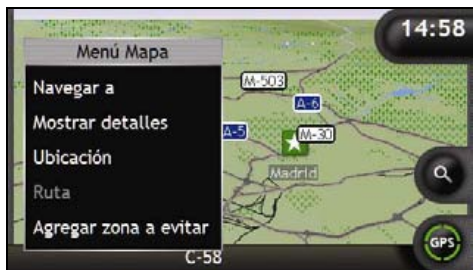 14:58
Menú Mapa
Navegar a
Mostrar detalles
Ubicación
Ruta
Agregar zona a evitar
M-503
A-6
A-5
M-30
Madrid
GPS
C-58